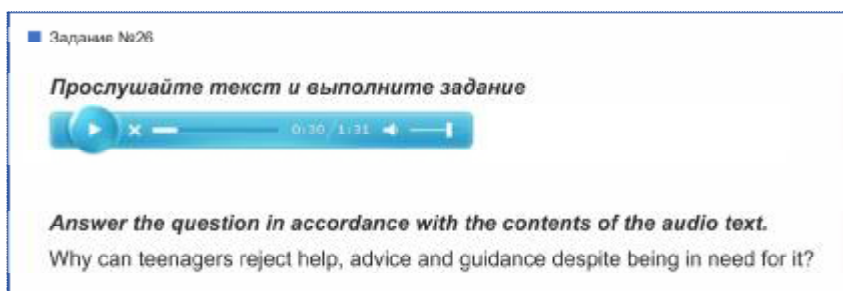 Задание №26
Прослушайте текст и выполните задание
0:30/1:31
Answer the question in accordance with the contents of the audio text.
Why can teenagers reject help, advice and guidance despite being in need for it?